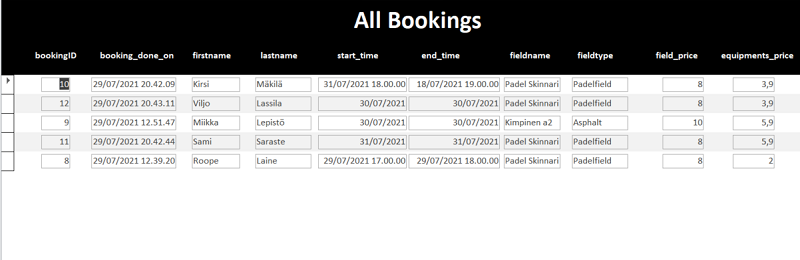 All Bookings
bookingID booking_done_on firstname lastname start_time end_time fieldname fieldtype field_price equipments_price
10 29/07/2021 20.42.09 Kirsi Mäkilä 31/07/2021 18.00.00 18/07/2021 19.00.00 Padel Skinnari Padelfield 8 3,9
12 29/07/2021 20.43.11 Viljo Lassila 30/07/2021 30/07/2021 Padel Skinnari Padelfield 8 3,9
9 29/07/2021 12.51.47 Miikka Lepistö 30/07/2021 30/07/2021 Kimpinen a2 Asphalt 10 5,9
11 29/07/2021 20.42.44 Sami Saraste 31/07/2021 31/07/2021 Padel Skinnari Padelfield 8 5,9
8 29/07/2021 12.39.20 Roope Laine 29/07/2021 17.00.00 29/07/2021 18.00.00 Padel Skinnari Padelfield 8 2